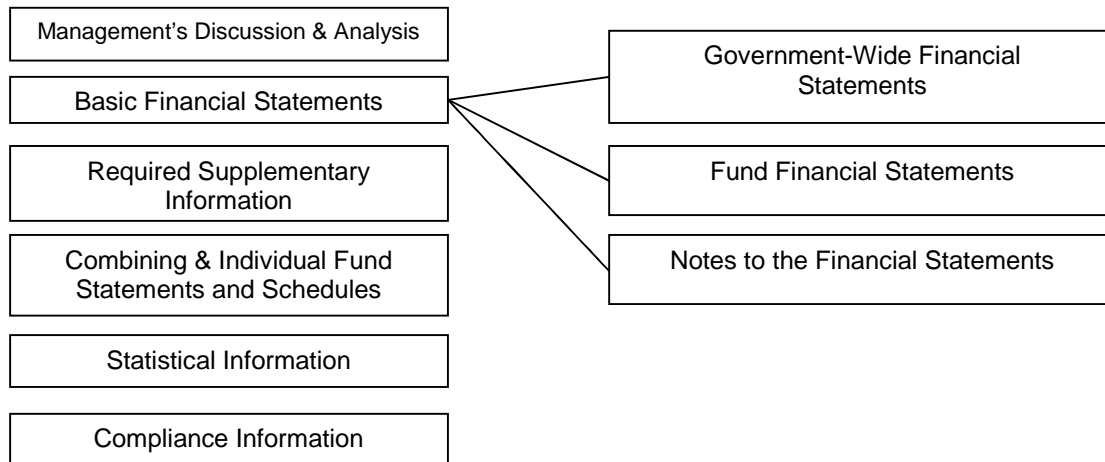 Management’s Discussion & Analysis
Basic Financial Statements
Required Supplementary
Information
Combining & Individual Fund
Statements and Schedules
Statistical Information
Compliance Information
Government-Wide Financial
Statements
Fund Financial Statements
Notes to the Financial Statements